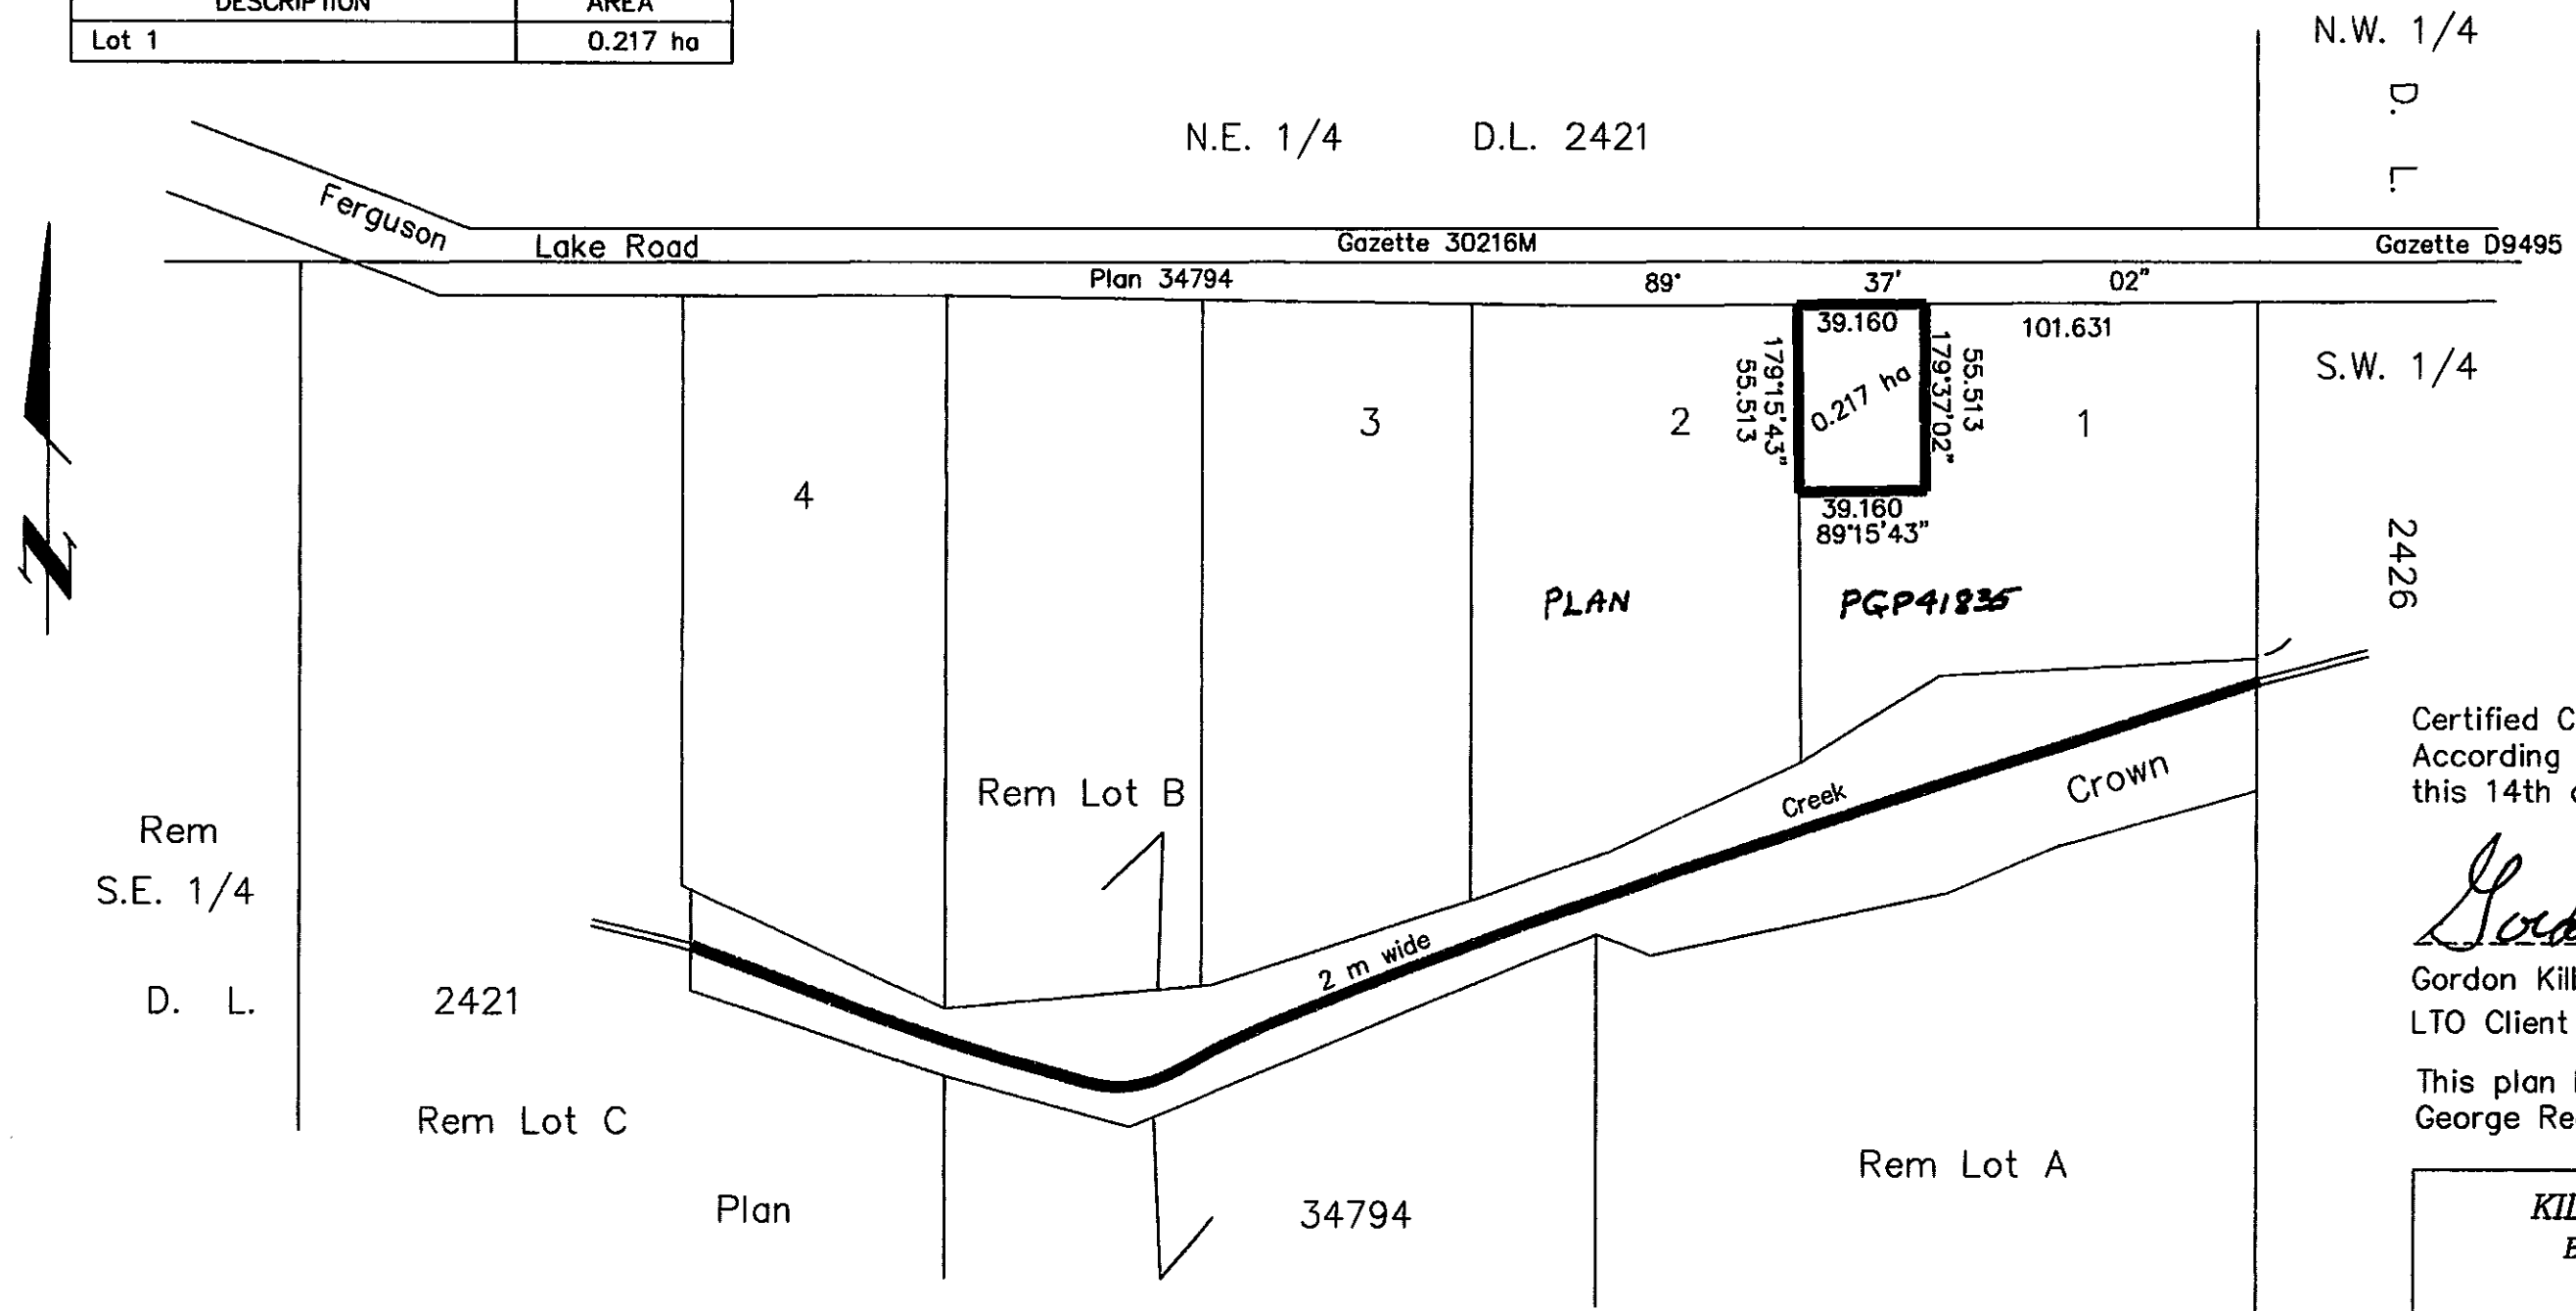 DESCRIPTION AREA
Lot 1 0.217 ha
N.W. 1/4
D. L.
N.E. 1/4 D.L. 2421
Ferguson
Lake Road
Gazette 30216M
Gazette D9495
Plan 34794
89° 37' 02"
39.160
101.631
179°15'43"
55.513
0.217 ha
55.513
179°37'02"
S.W. 1/4
3
2
1
4
39.160
89°15'43"
2426
PLAN PGP41835
N
Certified C
According
this 14th
Rem Lot B
Creek
Crown
Rem
S.E. 1/4
D. L. 2421
2 m wide
Gordon
LTO Client
This plan
George Re
Rem Lot C
Rem Lot A
Plan 34794
KIL